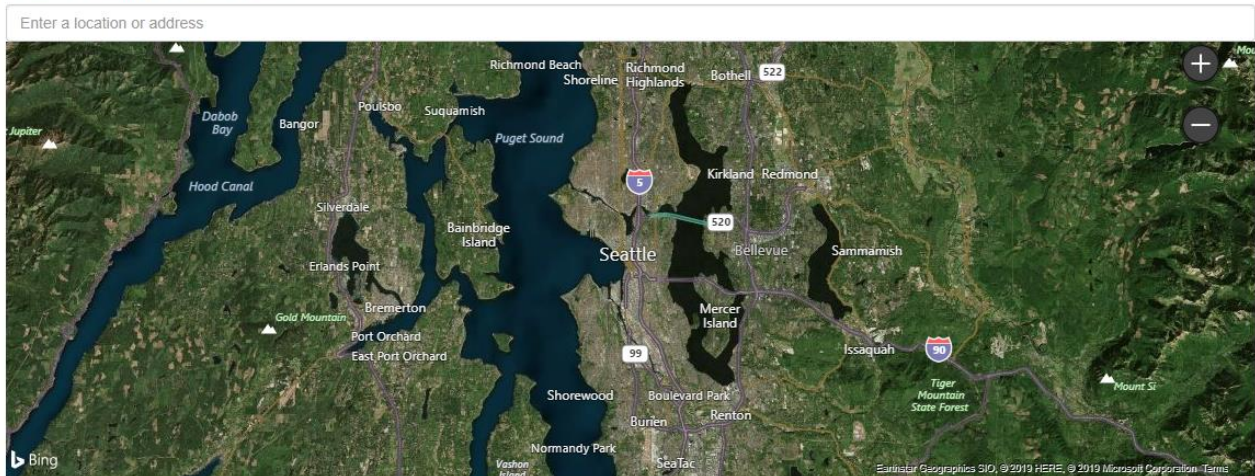 Enter a location or address
Richmond Beach
Shoreline
Richmond
Highlands
Bothell
522
Poulsbo
Suquamish
Dabob
Bay
Bangor
Puget Sound
t Jupiter
Hood Canal
Kirkland
Redmond
5
Silverdale
520
Bainbridge
Island
Seattle
Bellevue
Sammamish
Erlands Point
Bremerton
Gold Mountain
Mercer
Island
Port Orchard
East Port Orchard
99
Issaquah
90
Tiger
Mountain
State Forest
Mount Si
Shorewood
Boulevard Park
Burien
Renton
Normandy Park
SeaTac
Vashon
Island
Bing
Earthstar Geographics SIO, © 2019 HERE, © 2019 Microsoft Corporation Terms